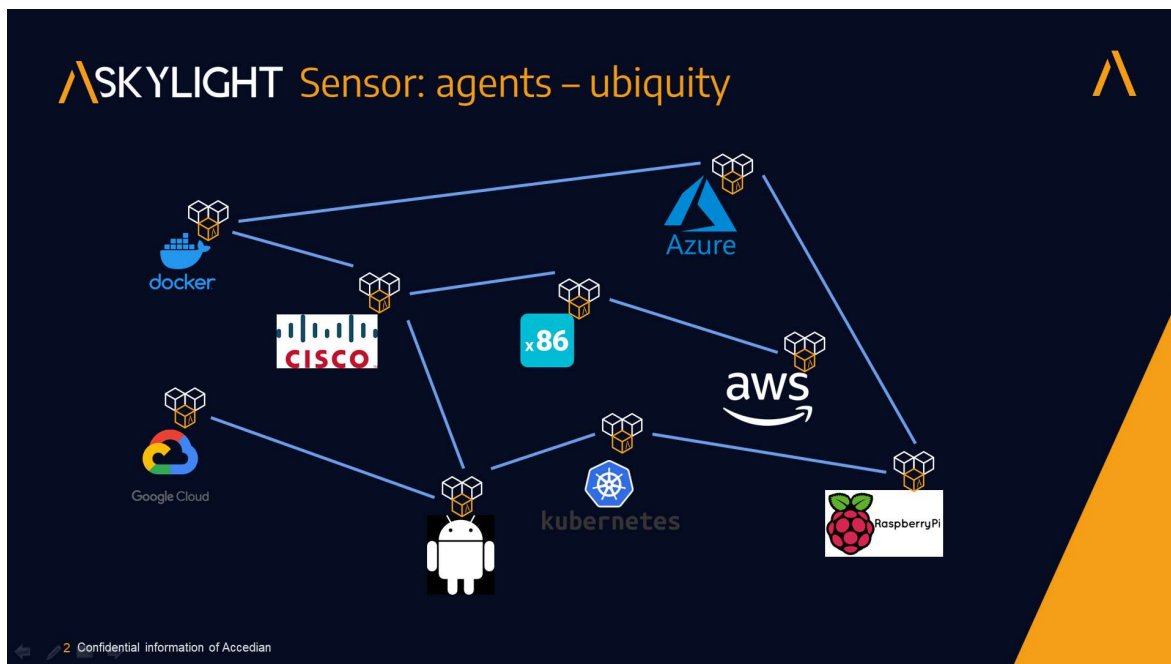 SKYLIGHT Sensor: agents – ubiquity
Azure
docker
x86
CISCO
aws
Google Cloud
kubernetes
RaspberryPi
2 Confidential information of Accedian